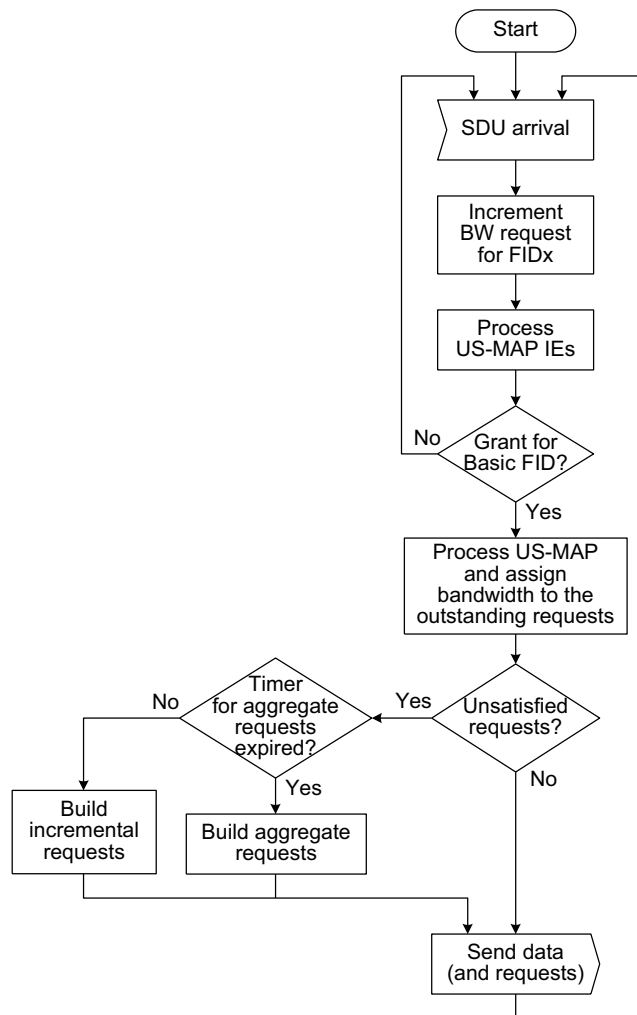 Start
SDU arrival
Increment
BW request
for FIDx
Process
US-MAP IEs
No
Grant for
Basic FID?
Yes
Process US-MAP
and assign
bandwidth to the
outstanding requests
No
Timer
for aggregate
requests
expired?
Yes
Unsatisfied
requests?
Yes
No
Build
incremental
requests
Build aggregate
requests
Send data
(and requests)